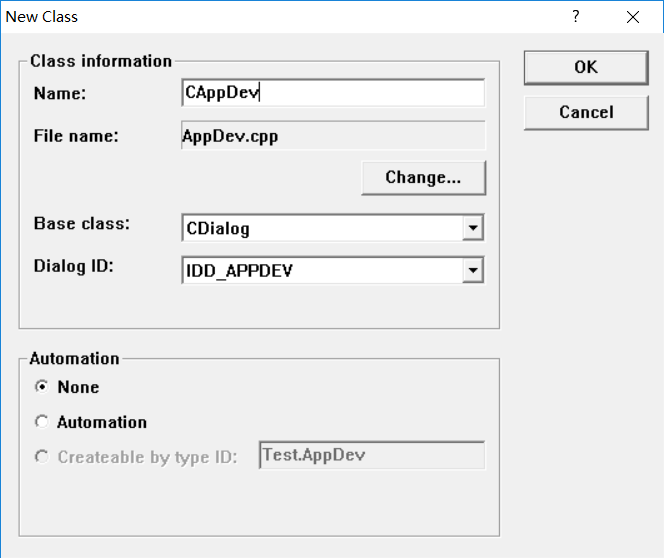 New Class
Class information
Name:
CAppDev
File name:
AppDev.cpp
Change...
Base class:
CDialog
Dialog ID:
IDD_APPDEV
OK
Cancel
Automation
None
Automation
Createable by type ID:
Test.AppDev